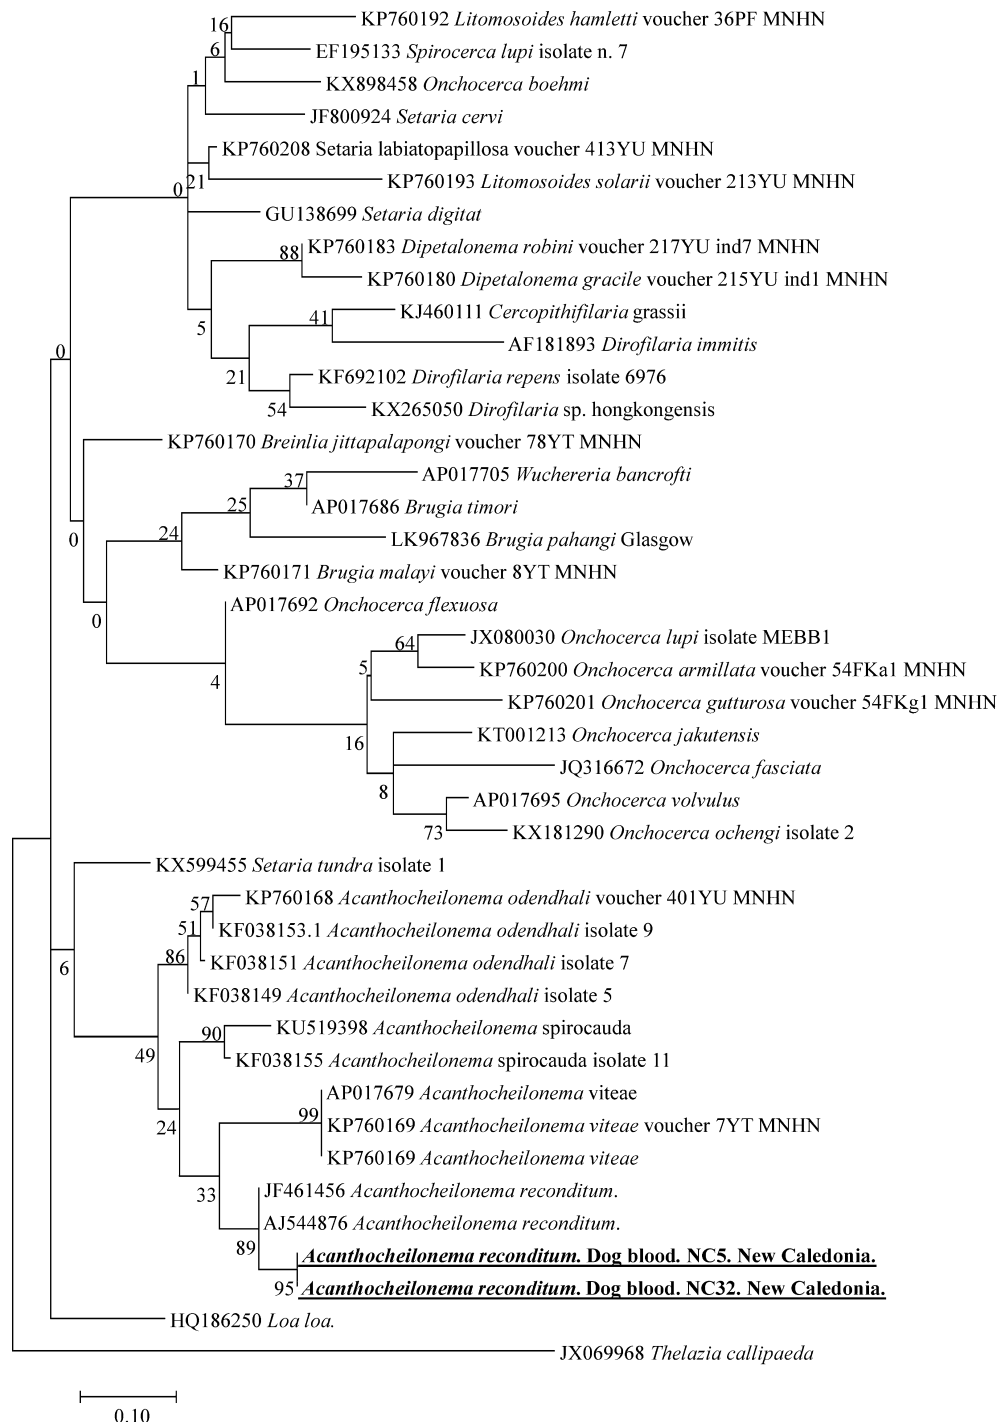 KP760192 Litomosoides hamletti voucher 36PF MNHN
16
EF195133 Spirocerca lupi isolate n. 7
6
KX898458 Onchocerca boehmi
1
JF800924 Setaria cervi
KP760208 Setaria labiatopapillosa voucher 413YU MNHN
21
KP760193 Litomosoides solarii voucher 213YU MNHN
0
GU138699 Setaria digitat
KP760183 Dipetalonema robini voucher 217YU ind7 MNHN
88
KP760180 Dipetalonema gracile voucher 215YU ind1 MNHN
KJ460111 Cercopithifilaria grassii
41
5
AF181893 Dirofilaria immitis
0
21
KF692102 Dirofilaria repens isolate 6976
54
KX265050 Dirofilaria sp. hongkongensis
KP760170 Breinlia jittapalapongi voucher 78YT MNHN
AP017705 Wuchereria bancrofti
37
25
AP017686 Brugia timori
24
0
LK967836 Brugia pahangi Glasgow
KP760171 Brugia malayi voucher 8YT MNHN
AP017692 Onchocerca flexuosa
0
JX080030 Onchocerca lupi isolate MEBB1
64
5
KP760200 Onchocerca armillata voucher 54FKa1 MNHN
4
KP760201 Onchocerca gutturosa voucher 54FKg1 MNHN
KT001213 Onchocerca jakutensis
16
JQ316672 Onchocerca fasciata
8
AP017695 Onchocerca volvulus
73
KX181290 Onchocerca ochengi isolate 2
KX599455 Setaria tundra isolate 1
KP760168 Acanthocheilonema odendhali voucher 401YU MNHN
57
51
KF038153.1 Acanthocheilonema odendhali isolate 9
86
KF038151 Acanthocheilonema odendhali isolate 7
6
KF038149 Acanthocheilonema odendhali isolate 5
KU519398 Acanthocheilonema spirocauda
90
49
KF038155 Acanthocheilonema spirocauda isolate 11
AP017679 Acanthocheilonema viteae
99
KP760169 Acanthocheilonema viteae voucher 7YT MNHN
24
KP760169 Acanthocheilonema viteae
33
JF461456 Acanthocheilonema reconditum.
AJ544876 Acanthocheilonema reconditum.
89
Acanthocheilonema reconditum. Dog blood. NC5. New Caledonia.
95
Acanthocheilonema reconditum. Dog blood. NC32. New Caledonia.
HQ186250 Loa loa.
JX069968 Thelazia callipaeda
0.10